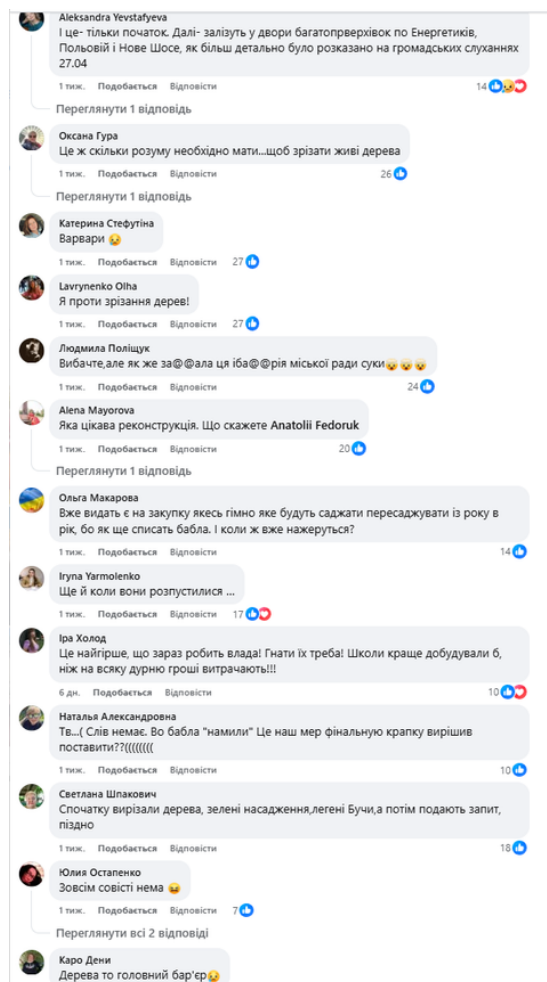 Aleksandra Yevstafyeva
І це- тільки початок. Далі- залізуть у двори багатопрверхівок по Енергетиків,
Польовій і Нове Шосе, як більш детально було розказано на громадських слуханнях
27.04
1 тиж. Подобається Відповісти 14
Переглянути 1 відповідь
Оксана Гура
Це ж скільки розуму необхідно мати...щоб зрізати живі дерева
1 тиж. Подобається Відповісти 26
Переглянути 1 відповідь
Катерина Стефутіна
Варвари 😢
1 тиж. Подобається Відповісти 27
Lavrynenko Olha
Я проти зрізання дерев!
1 тиж. Подобається Відповісти 27
Людмила Поліщук
Вибачте,але як же за@@ала ця іба@@рія міської ради суки😯😯😯
1 тиж. Подобається Відповісти 24
Alena Mayorova
Яка цікава реконструкція. Що скажете Anatolii Fedoruk
1 тиж. Подобається Відповісти 20
Переглянути 1 відповідь
Ольга Макарова
Вже видать є на закупку якесь гімно яке будуть саджати пересаджувати із року в
рік, бо як ще списать бабла. І коли ж вже нажеруться?
1 тиж. Подобається Відповісти 14
Iryna Yarmolenko
Ще й коли вони розпустилися ...
1 тиж. Подобається Відповісти 17
Іра Холод
Це найгірше, що зараз робить влада! Гнати їх треба! Школи краще добудували б,
ніж на всяку дурню гроші витрачають!!!
6 дн. Подобається Відповісти 10
Наталья Александровна
Тв...( Слів немає. Во бабла "намили" Це наш мер фінальную крапку вирішив
поставити??((((((((
1 тиж. Подобається Відповісти 10
Светлана Шпакович
Спочатку вирізали дерева, зелені насадження,легені Бучи,а потім подають запит,
піздно
1 тиж. Подобається Відповісти 18
Юлия Остапенко
Зовсім совісті нема 😖
1 тиж. Подобається Відповісти 7
Переглянути всі 2 відповіді
Каро Дени
Дерева то головний бар'єр😢